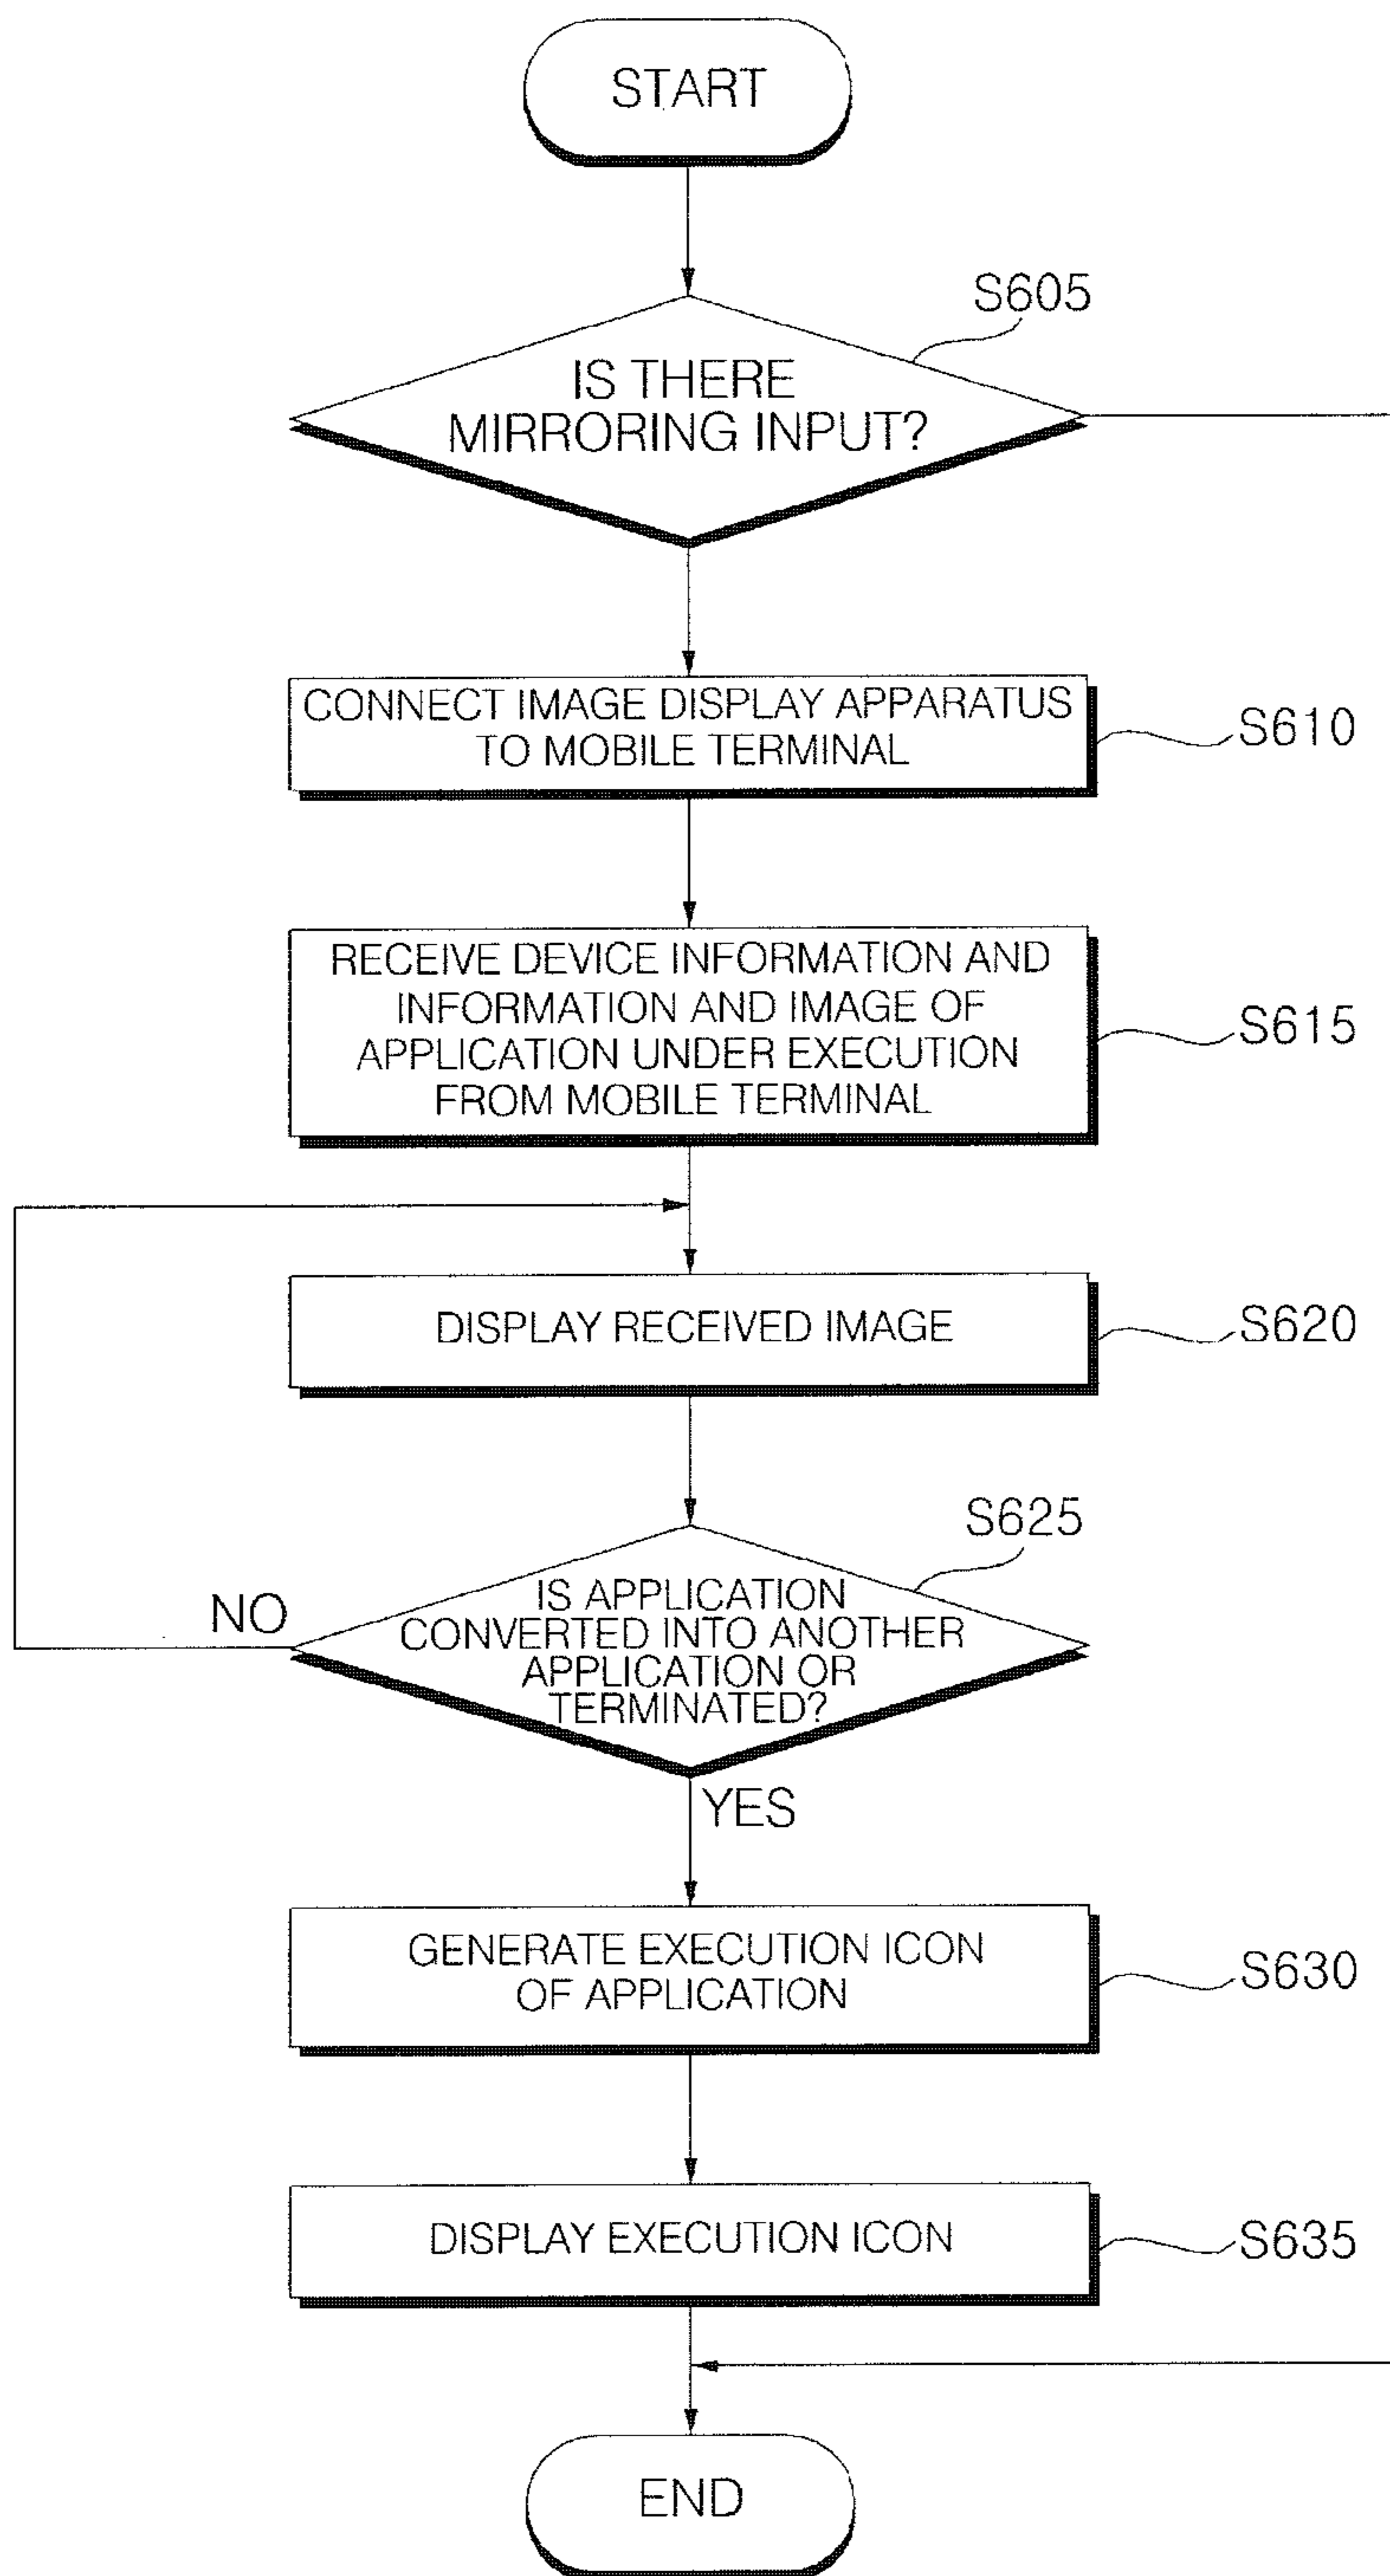 START
S605
IS THERE
MIRRORING INPUT?
CONNECT IMAGE DISPLAY APPARATUS
TO MOBILE TERMINAL
S610
RECEIVE DEVICE INFORMATION AND
INFORMATION AND IMAGE OF
APPLICATION UNDER EXECUTION
FROM MOBILE TERMINAL
S615
DISPLAY RECEIVED IMAGE
S620
S625
IS APPLICATION
CONVERTED INTO ANOTHER
APPLICATION OR
TERMINATED?
NO
YES
GENERATE EXECUTION ICON
OF APPLICATION
S630
DISPLAY EXECUTION ICON
S635
END